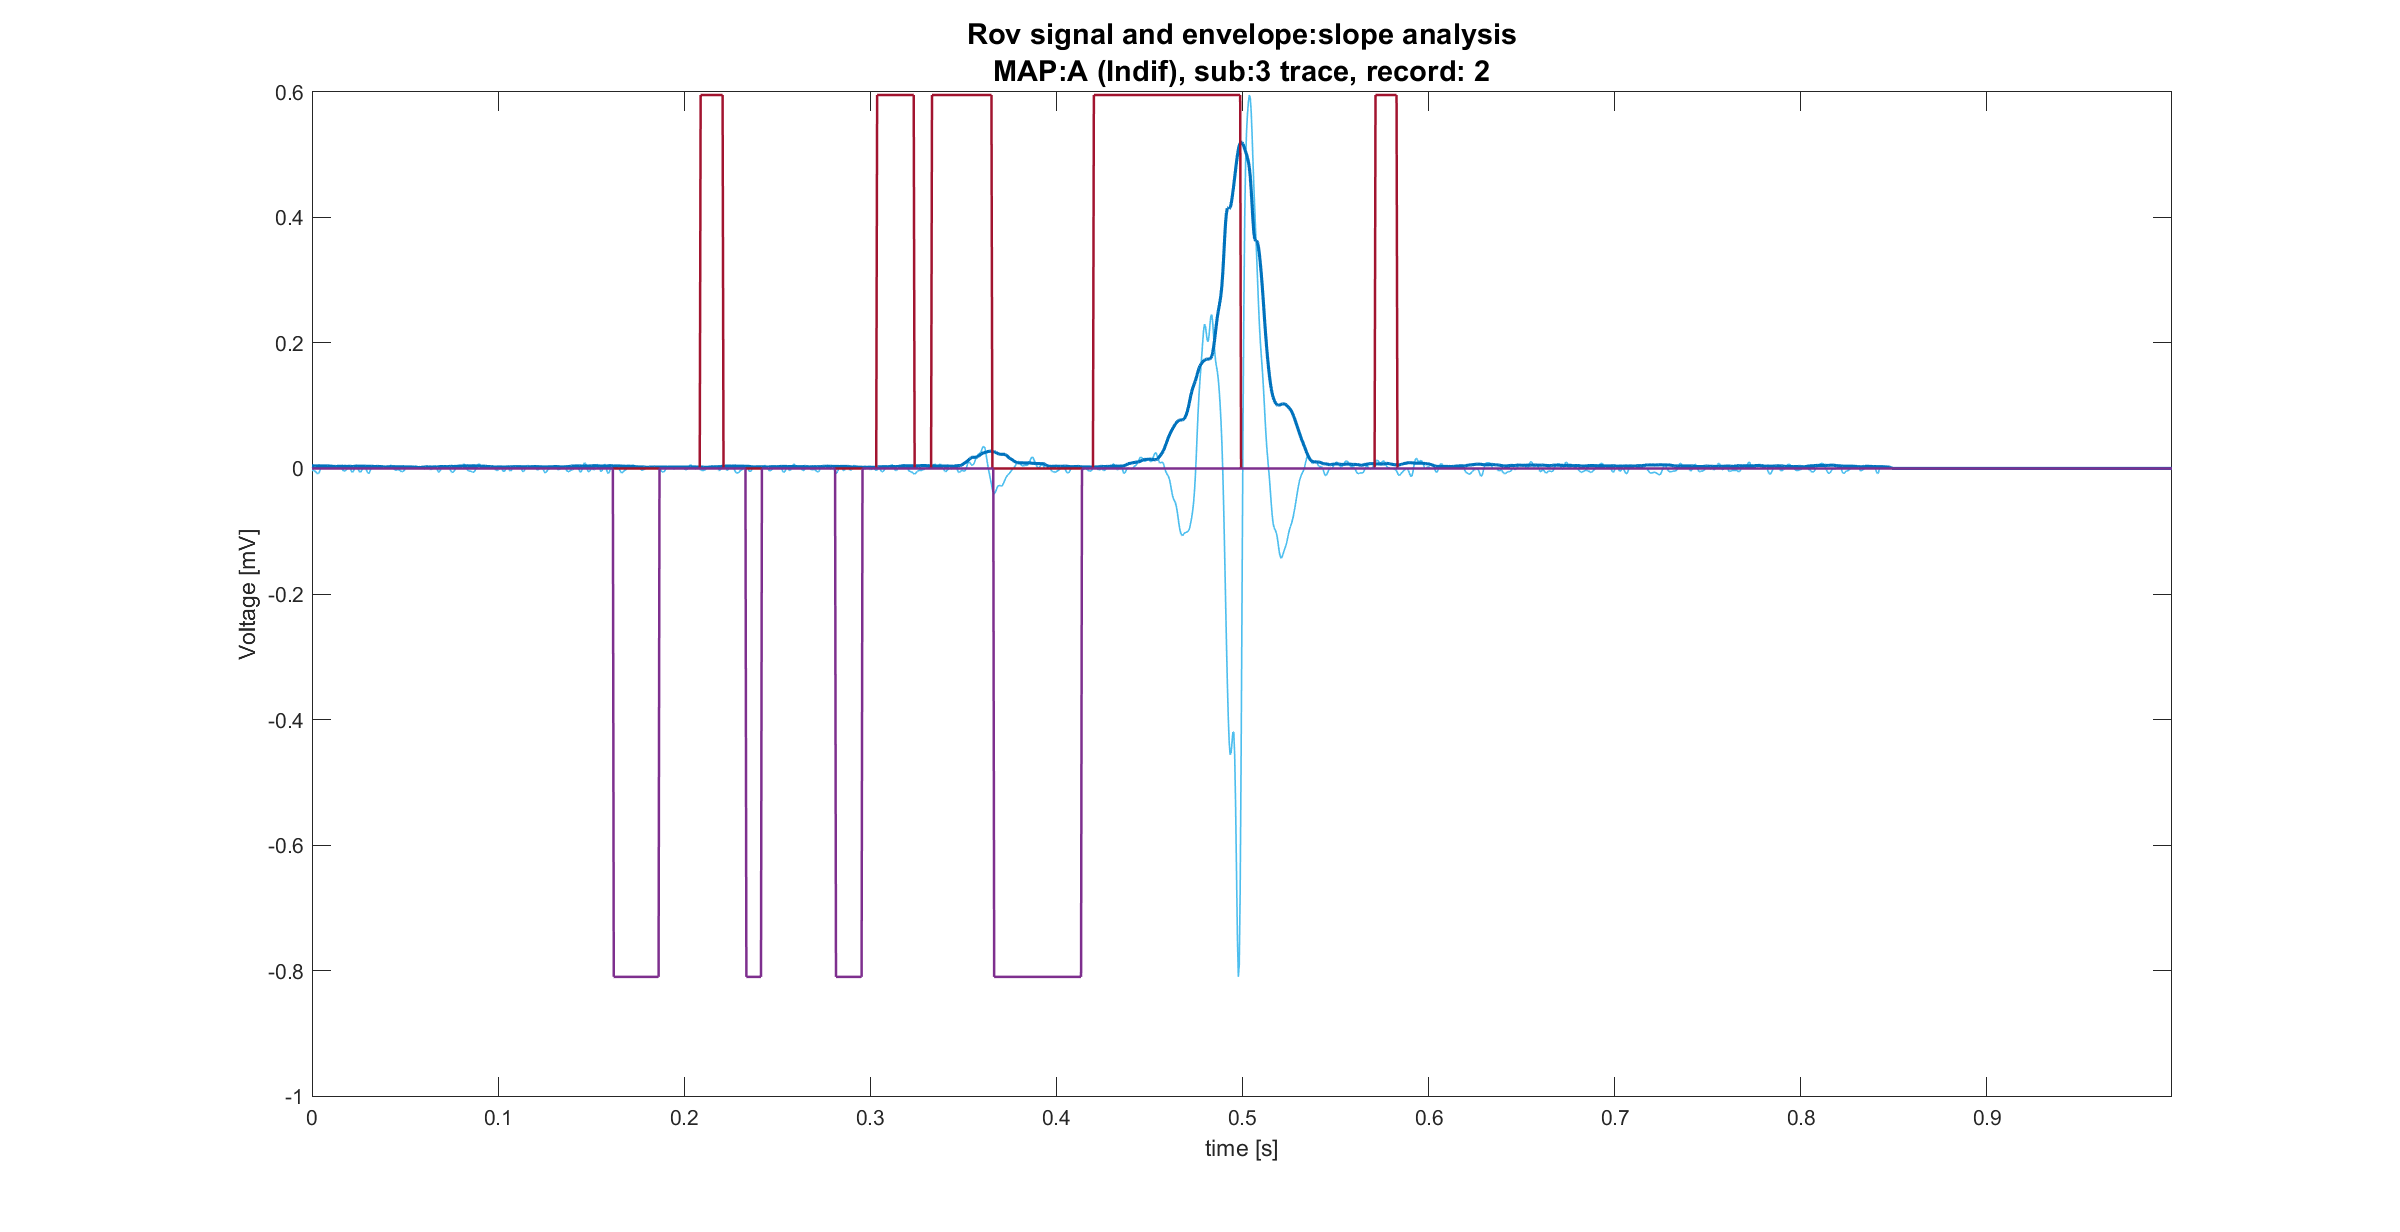 Rov signal and envelope:slope analysis
MAP:A (Indif), sub:3 trace, record: 2
0.6
0.4
0.2
0
-0.2
-0.4
-0.6
-0.8
-1
Voltage [mV]
0 0.1 0.2 0.3 0.4 0.5 0.6 0.7 0.8 0.9
time [s]